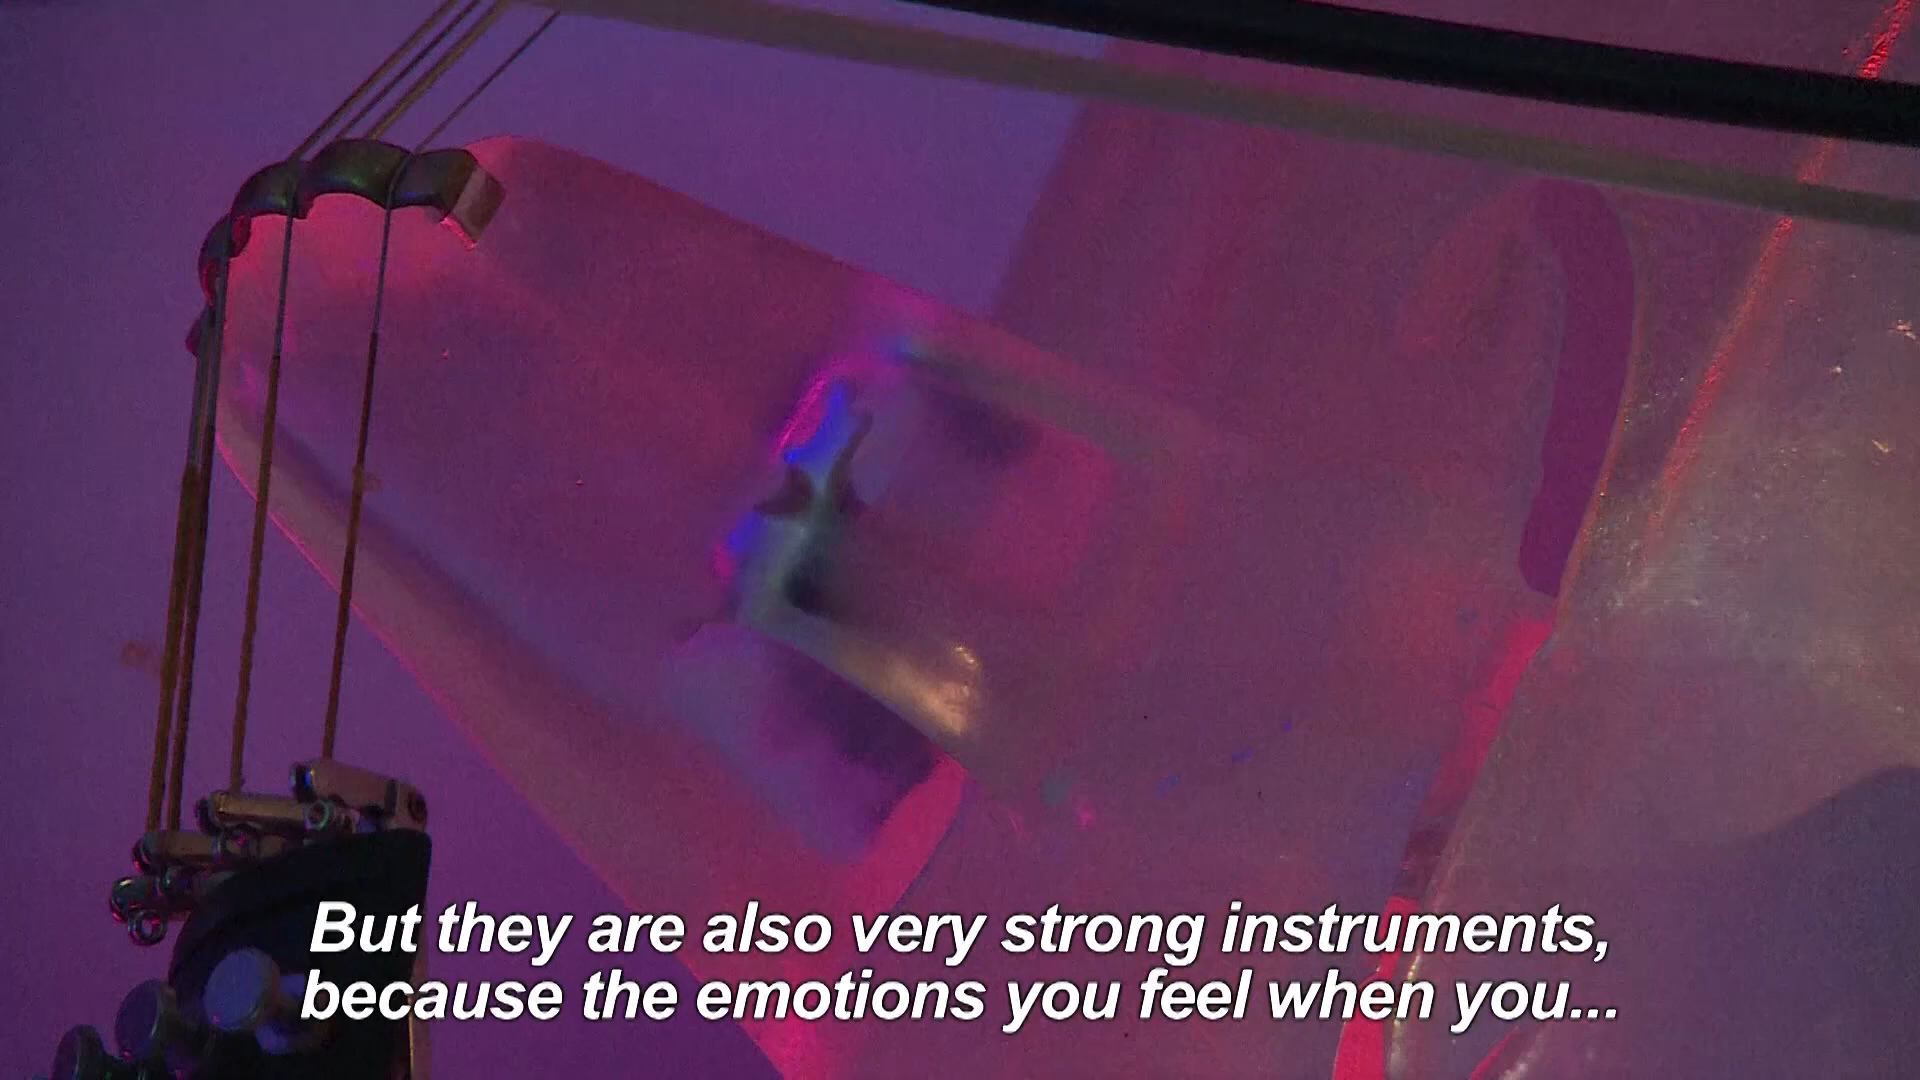 But they are also very strong instruments,
because the emotions you feel when you...